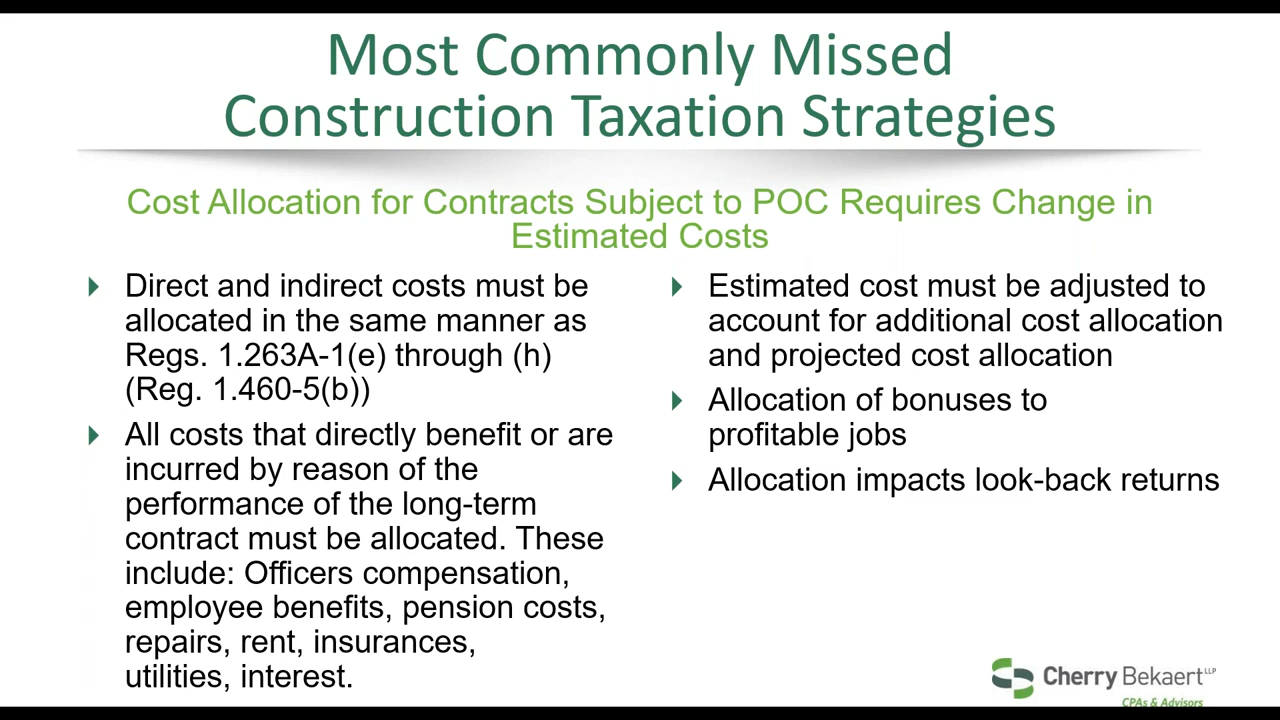 Most Commonly Missed
Construction Taxation Strategies
Cost Allocation for Contracts Subject to POC Requires Change in
Estimated Costs
Direct and indirect costs must be
allocated in the same manner as
Regs. 1.263A-1(e) through (h)
(Reg. 1.460-5(b))
All costs that directly benefit or are
incurred by reason of the
performance of the long-term
contract must be allocated. These
include: Officers compensation,
employee benefits, pension costs,
repairs, rent, insurances,
utilities, interest.
Estimated cost must be adjusted to
account for additional cost allocation
and projected cost allocation
Allocation of bonuses to
profitable jobs
Allocation impacts look-back returns
Cherry Bekaert LLP
CPAs & Advisors